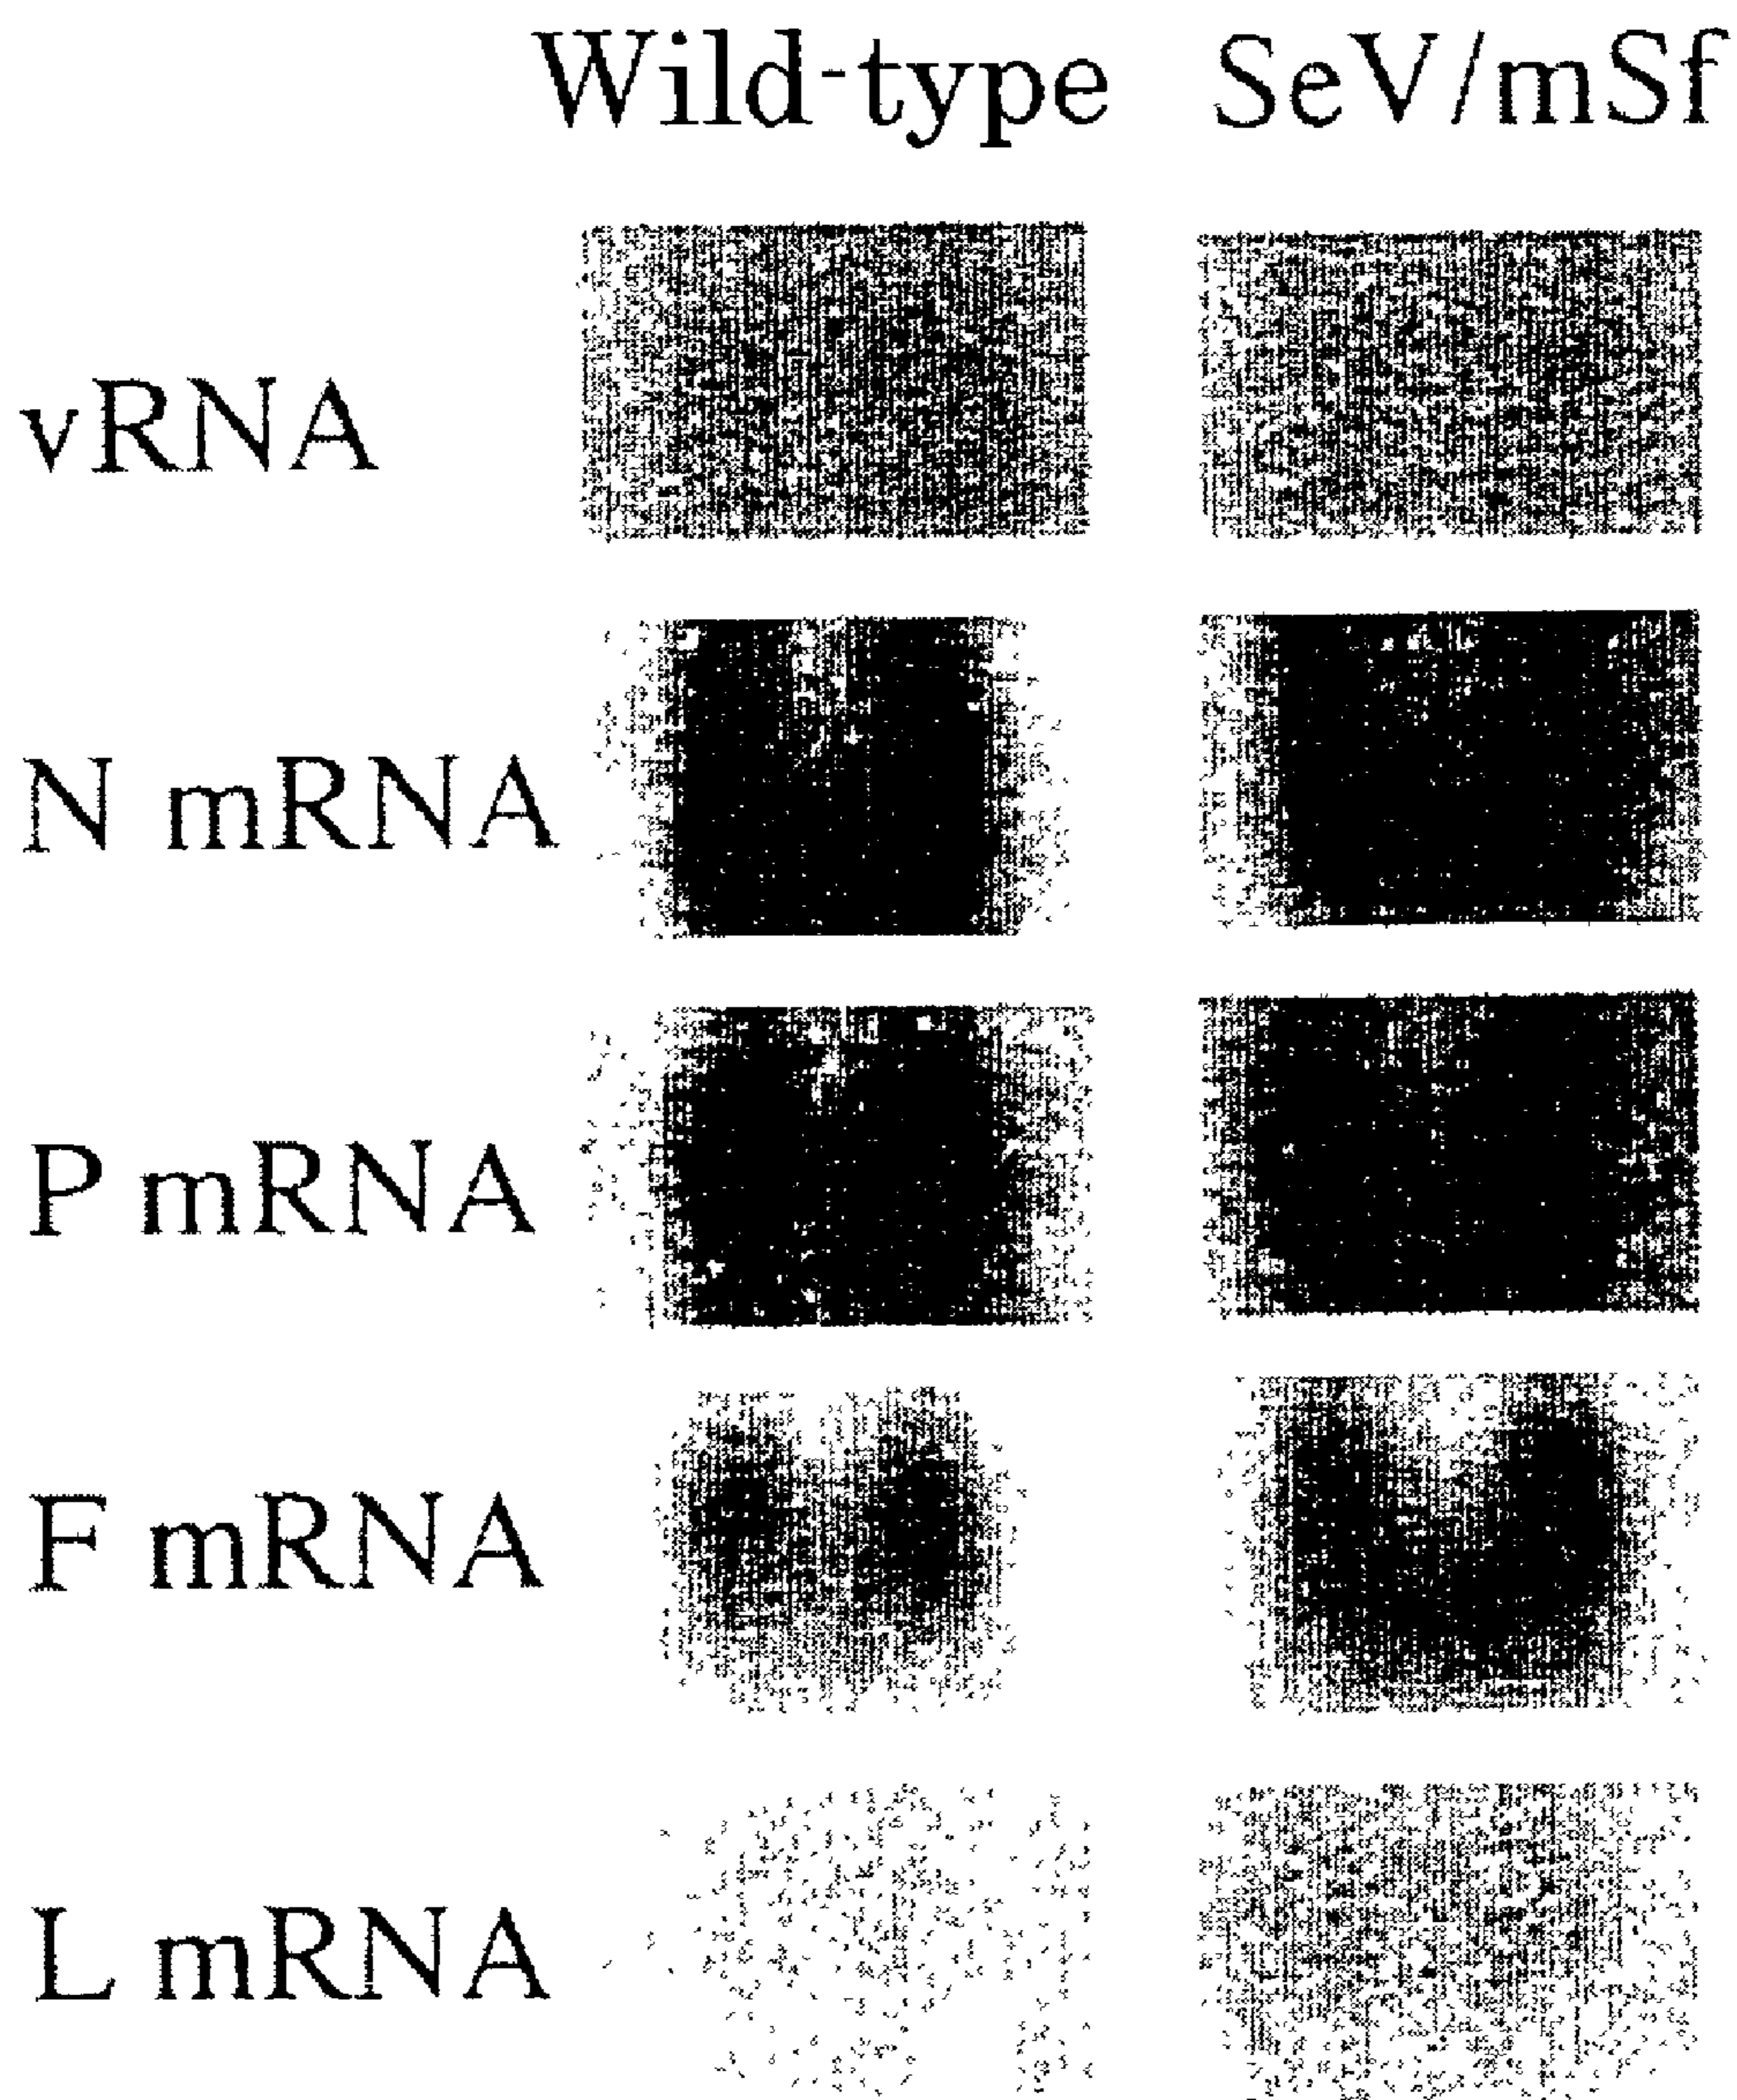 Wild-type SeV/mSf
vRNA
N mRNA
P mRNA
F mRNA
L mRNA